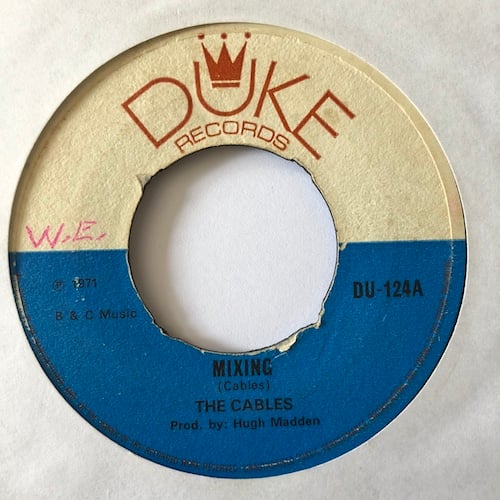 DUKE
RECORDS
W.E.
℗ 1971
B & C Music
DU-124A
MIXING
(Cables)
THE CABLES
Prod. by: Hugh Madden